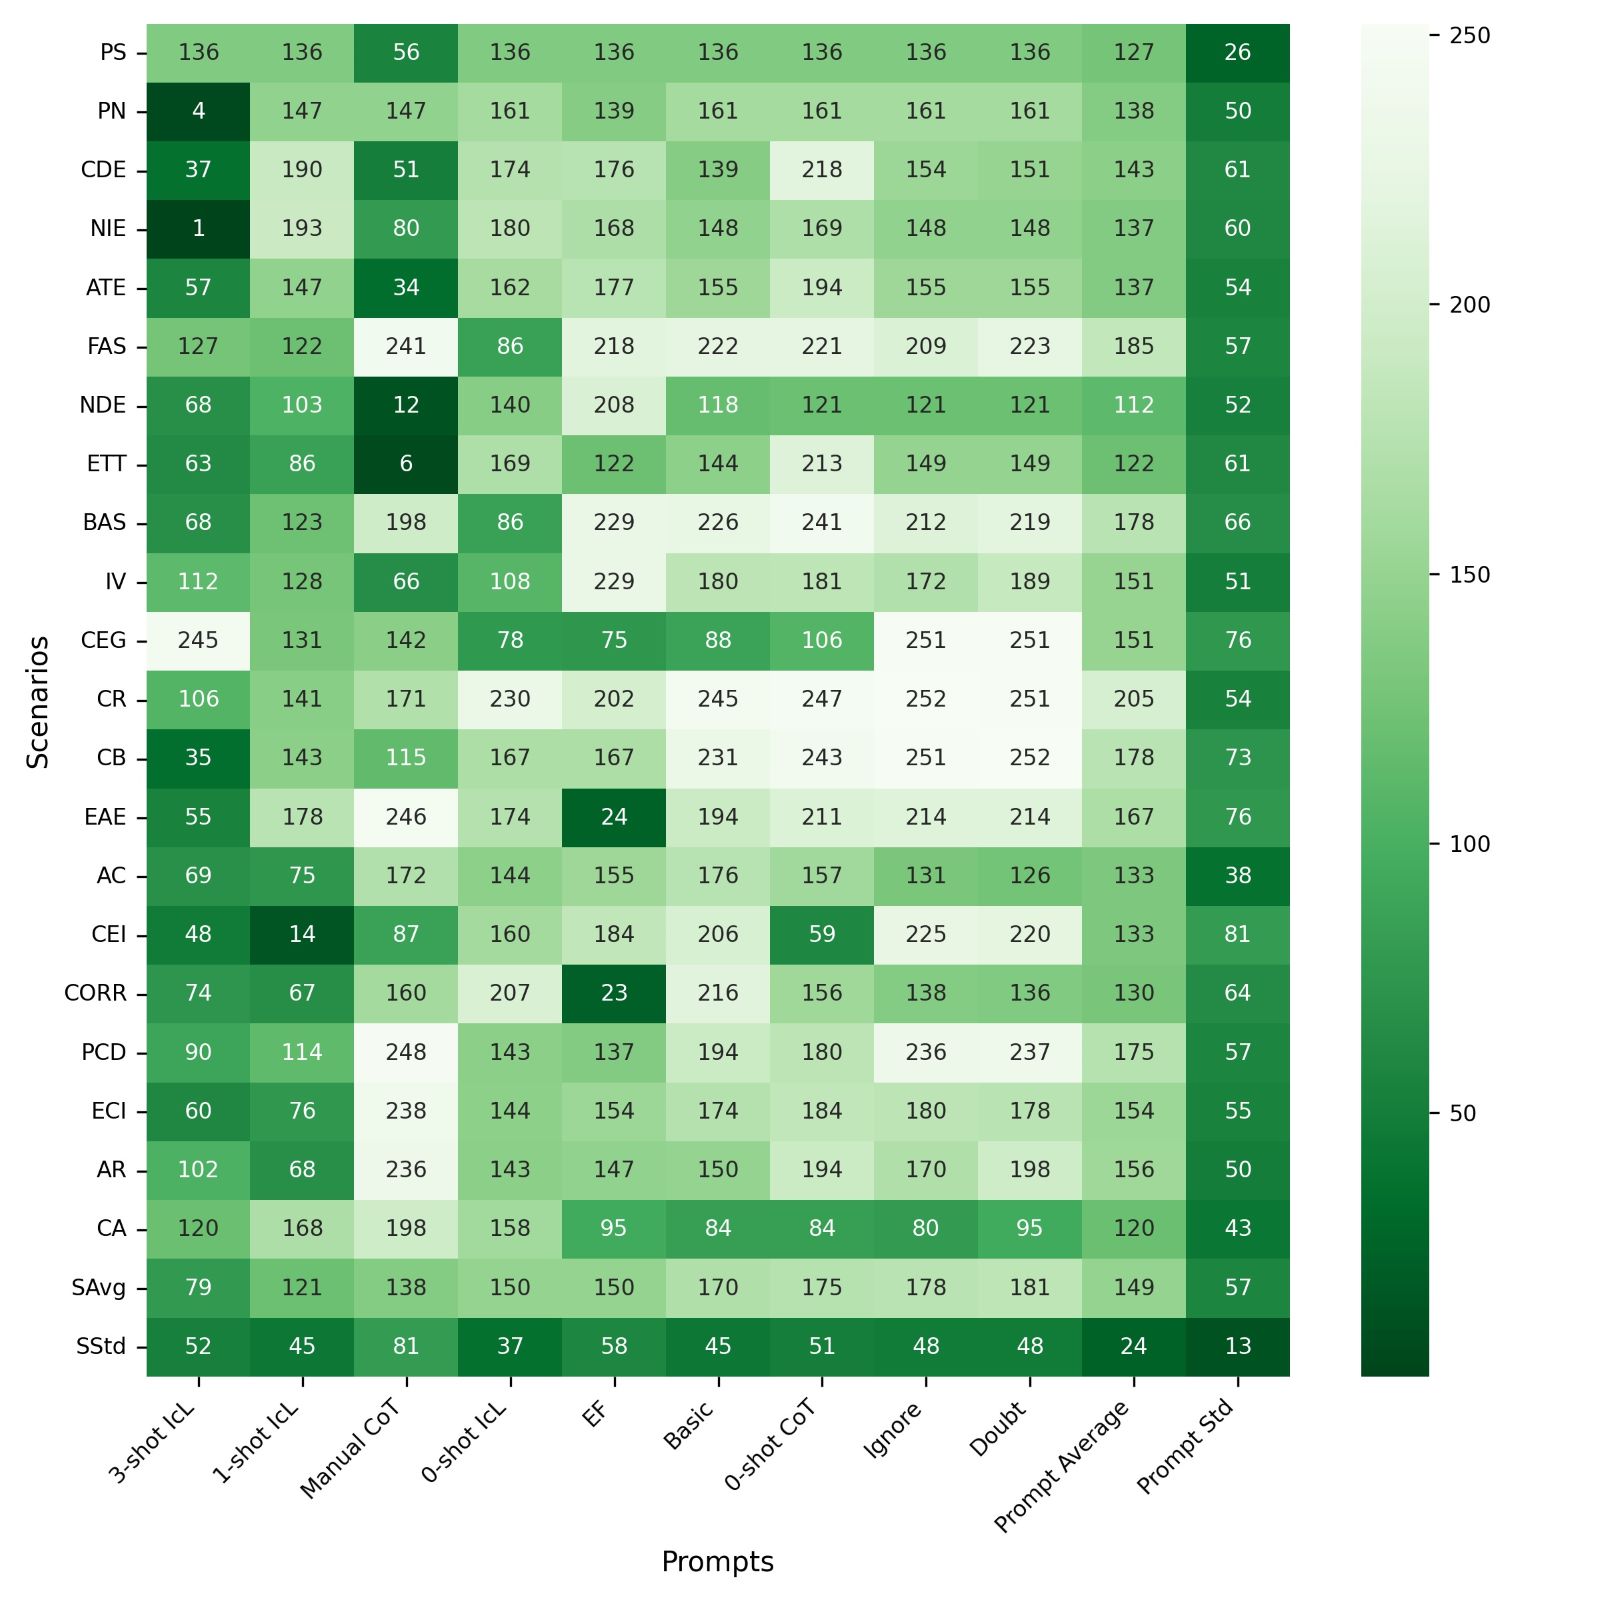 PS 136 136 56 136 136 136 136 136 136 127 26
PN 4 147 147 161 139 161 161 161 161 138 50
CDE 37 190 51 174 176 139 218 154 151 143 61
NIE 1 193 80 180 168 148 169 148 148 137 60
ATE 57 147 34 162 177 155 194 155 155 137 54
FAS 127 122 241 86 218 222 221 209 223 185 57
NDE 68 103 12 140 208 118 121 121 121 112 52
ETT 63 86 6 169 122 144 213 149 149 122 61
BAS 68 123 198 86 229 226 241 212 219 178 66
IV 112 128 66 108 229 180 181 172 189 151 51
CEG 245 131 142 78 75 88 106 251 251 151 76
CR 106 141 171 230 202 245 247 252 251 205 54
CB 35 143 115 167 167 231 243 251 252 178 73
EAE 55 178 246 174 24 194 211 214 214 167 76
AC 69 75 172 144 155 176 157 131 126 133 38
CEI 48 14 87 160 184 206 59 225 220 133 81
CORR 74 67 160 207 23 216 156 138 136 130 64
PCD 90 114 248 143 137 194 180 236 237 175 57
ECI 60 76 238 144 154 174 184 180 178 154 55
AR 102 68 236 143 147 150 194 170 198 156 50
CA 120 168 198 158 95 84 84 80 95 120 43
SAvg 79 121 138 150 150 170 175 178 181 149 57
SStd 52 45 81 37 58 45 51 48 48 24 13
3-shot IcL 1-shot IcL Manual CoT 0-shot IcL EF Basic 0-shot CoT Ignore Doubt Prompt Average Prompt Std
Prompts
Scenarios
250
200
150
100
50